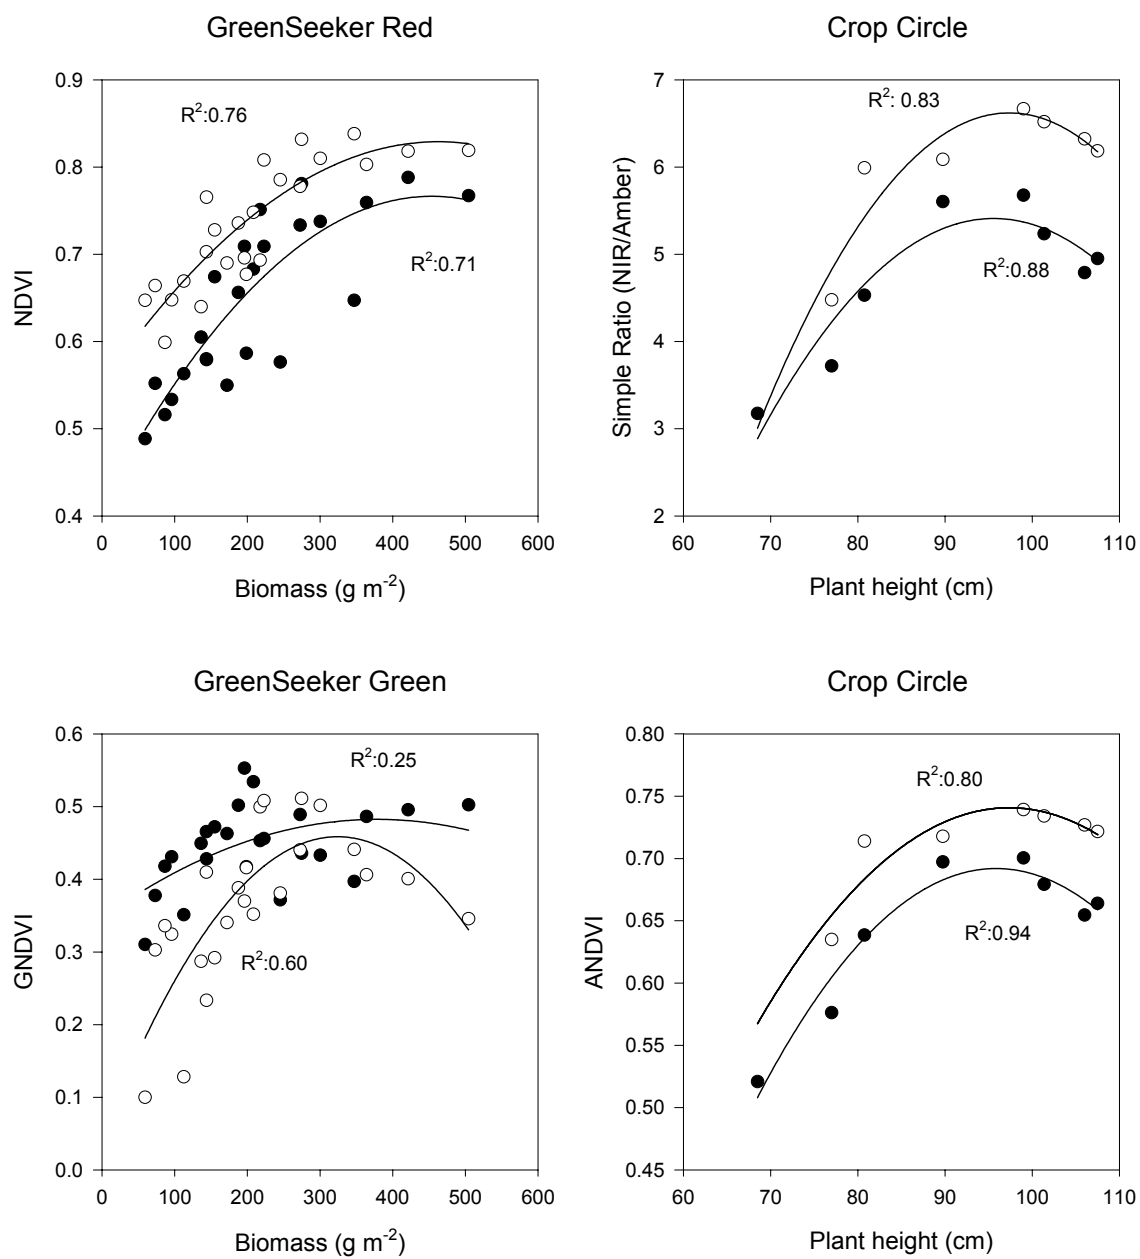 GreenSeeker Red
NDVI
0.9
0.8
0.7
0.6
0.5
0.4
R²:0.76
R²:0.71
0 100 200 300 400 500 600
Biomass (g m⁻²)
Crop Circle
Simple Ratio (NIR/Amber)
7
6
5
4
3
2
R²: 0.83
R²:0.88
60 70 80 90 100 110
Plant height (cm)
GreenSeeker Green
GNDVI
0.6
0.5
0.4
0.3
0.2
0.1
0.0
R²:0.25
R²:0.60
0 100 200 300 400 500 600
Biomass (g m⁻²)
Crop Circle
ANDVI
0.80
0.75
0.70
0.65
0.60
0.55
0.50
0.45
R²:0.80
R²:0.94
60 70 80 90 100 110
Plant height (cm)